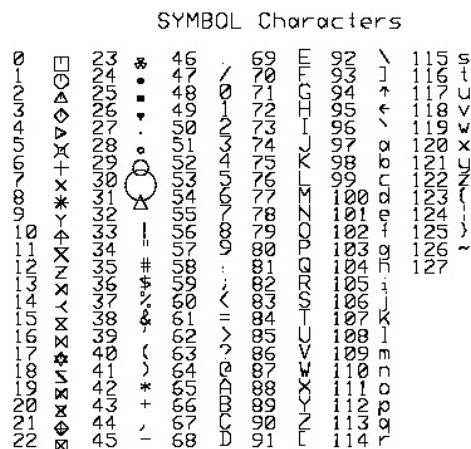 SYMBOL Characters
0 23 46 . 69 E 92 \ 115 s
1 24 47 / 70 F 93 ] 116 t
2 25 48 0 71 G 94 ↑ 117 u
3 26 49 1 72 H 95 ← 118 v
4 27 50 2 73 I 96 ` 119 w
5 28 51 3 74 J 97 a 120 x
6 + 29 52 4 75 K 98 b 121 y
7 × 30 53 5 76 L 99 c 122 z
8 * 31 54 6 77 M 100 d 123 {
9 Y 32 55 7 78 N 101 e 124 |
10 33 ! 56 8 79 O 102 f 125 }
11 34 " 57 9 80 P 103 g 126 ~
12 Z 35 # 58 : 81 Q 104 h 127
13 36 $ 59 ; 82 R 105 i
14 37 % 60 < 83 S 106 j
15 38 & 61 = 84 T 107 k
16 39 ' 62 > 85 U 108 l
17 40 ( 63 ? 86 V 109 m
18 41 ) 64 @ 87 W 110 n
19 42 * 65 A 88 X 111 o
20 43 + 66 B 89 Y 112 p
21 44 , 67 C 90 Z 113 q
22 45 - 68 D 91 [ 114 r